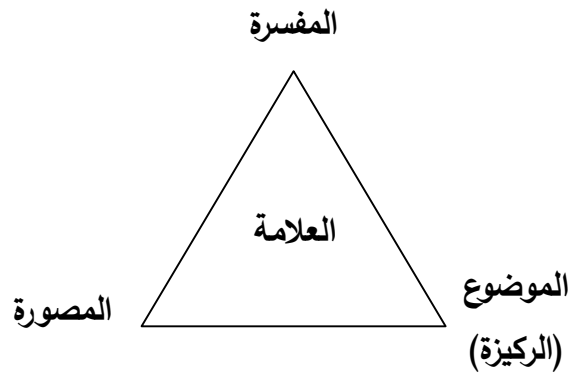 المفسرة
العلامة
الموضوع
المصورة
(الركيزة)